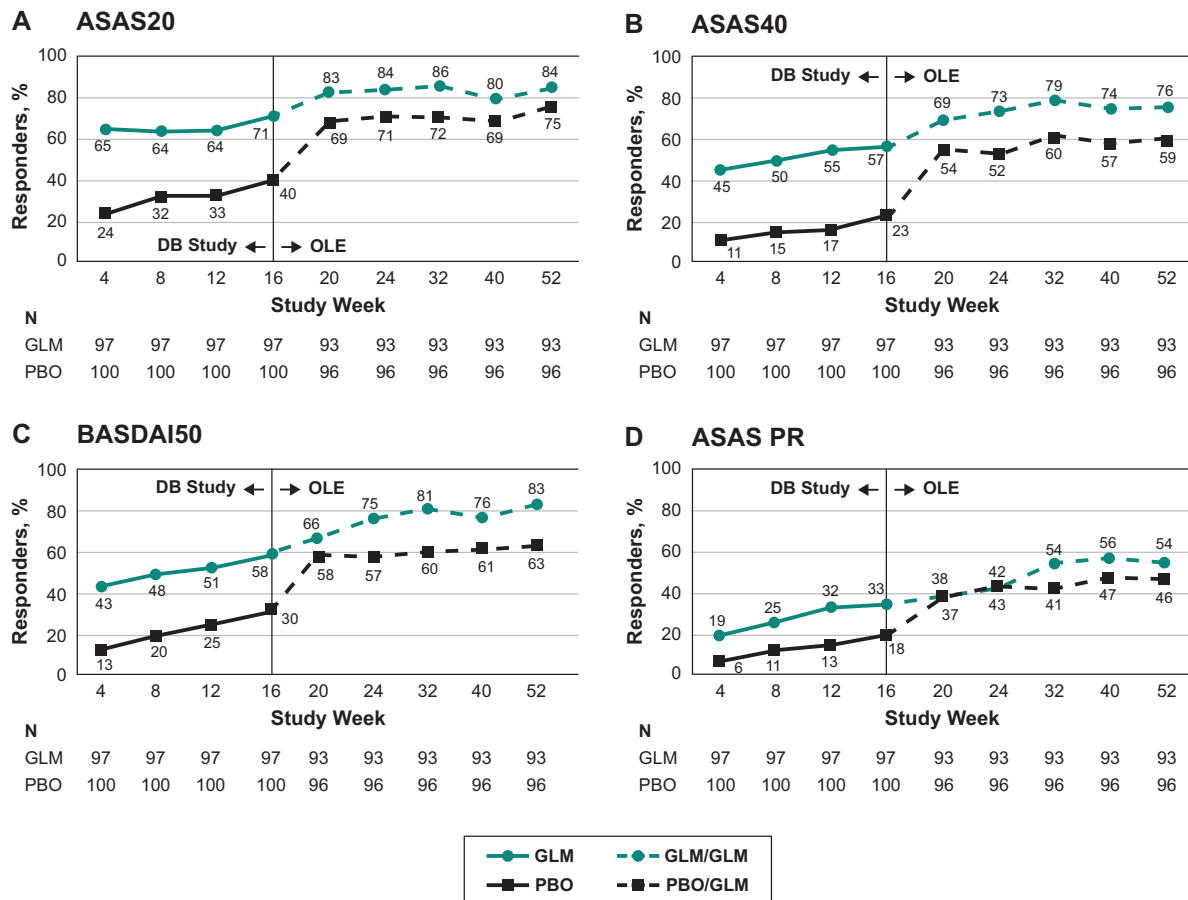 A ASAS20
Responders, %
100
80
60
40
20
0
65 64 64 71 83 84 86 80 84
24 32 33 40 69 71 72 69 75
DB Study ← → OLE
4 8 12 16 20 24 32 40 52
Study Week
N
GLM 97 97 97 97 93 93 93 93 93
PBO 100 100 100 100 96 96 96 96 96
B ASAS40
Responders, %
100
80
60
40
20
0
DB Study ← → OLE
45 50 55 57 69 73 79 74 76
11 15 17 23 54 52 60 57 59
4 8 12 16 20 24 32 40 52
Study Week
N
GLM 97 97 97 97 93 93 93 93 93
PBO 100 100 100 100 96 96 96 96 96
C BASDAI50
Responders, %
100
80
60
40
20
0
DB Study ← → OLE
43 48 51 58 66 75 81 76 83
13 20 25 30 58 57 60 61 63
4 8 12 16 20 24 32 40 52
Study Week
N
GLM 97 97 97 97 93 93 93 93 93
PBO 100 100 100 100 96 96 96 96 96
D ASAS PR
Responders, %
100
80
60
40
20
0
DB Study ← → OLE
19 25 32 33 38 42 54 56 54
6 11 13 18 37 43 41 47 46
4 8 12 16 20 24 32 40 52
Study Week
N
GLM 97 97 97 97 93 93 93 93 93
PBO 100 100 100 100 96 96 96 96 96
GLM GLM/GLM
PBO PBO/GLM